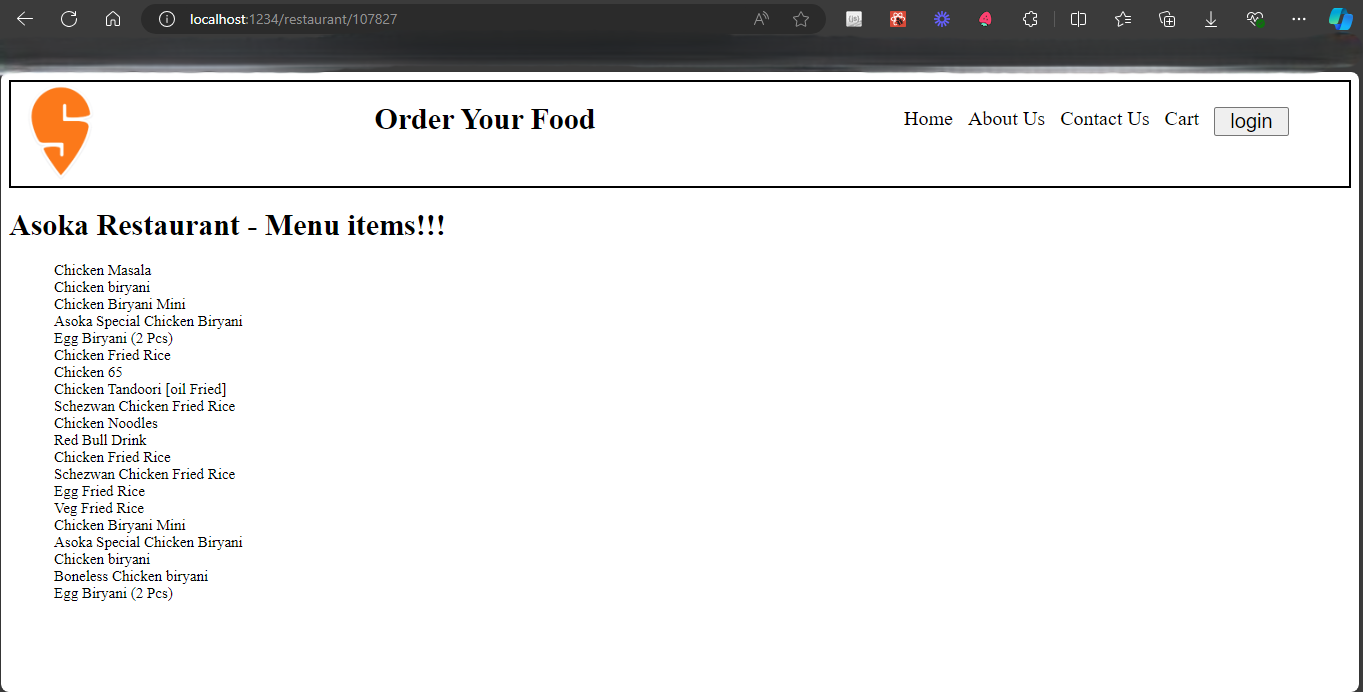 localhost:1234/restaurant/107827
Order Your Food
Home About Us Contact Us Cart login
Asoka Restaurant - Menu items!!!
Chicken Masala
Chicken biryani
Chicken Biryani Mini
Asoka Special Chicken Biryani
Egg Biryani (2 Pcs)
Chicken Fried Rice
Chicken 65
Chicken Tandoori [oil Fried]
Schezwan Chicken Fried Rice
Chicken Noodles
Red Bull Drink
Chicken Fried Rice
Schezwan Chicken Fried Rice
Egg Fried Rice
Veg Fried Rice
Chicken Biryani Mini
Asoka Special Chicken Biryani
Chicken biryani
Boneless Chicken biryani
Egg Biryani (2 Pcs)